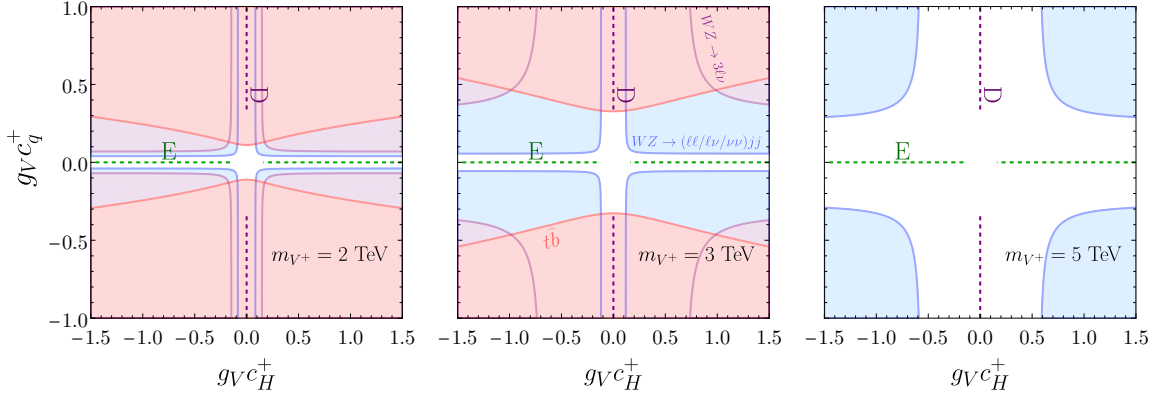 1.0
0.5
0.0
−0.5
−1.0
g_V c_q^+
D
E
m_{V^+} = 2 TeV
−1.5 −1.0 −0.5 0.0 0.5 1.0 1.5
g_V c_H^+
WZ → 3ℓν
D
E
WZ → (ℓℓ/ℓν/νν)jj
tb̄
m_{V^+} = 3 TeV
−1.5 −1.0 −0.5 0.0 0.5 1.0 1.5
g_V c_H^+
D
E
m_{V^+} = 5 TeV
−1.5 −1.0 −0.5 0.0 0.5 1.0 1.5
g_V c_H^+